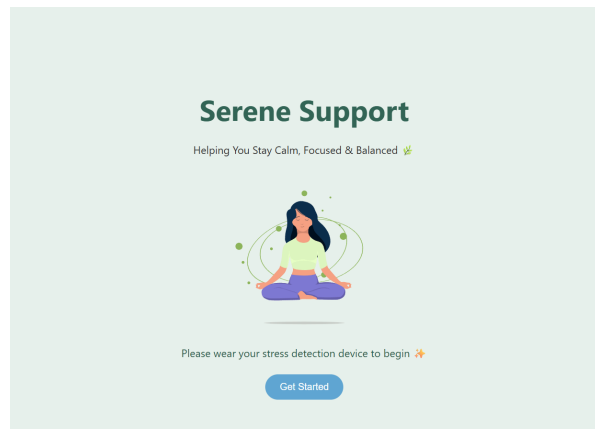 Serene Support
Helping You Stay Calm, Focused & Balanced 🌿
Please wear your stress detection device to begin ✨
Get Started